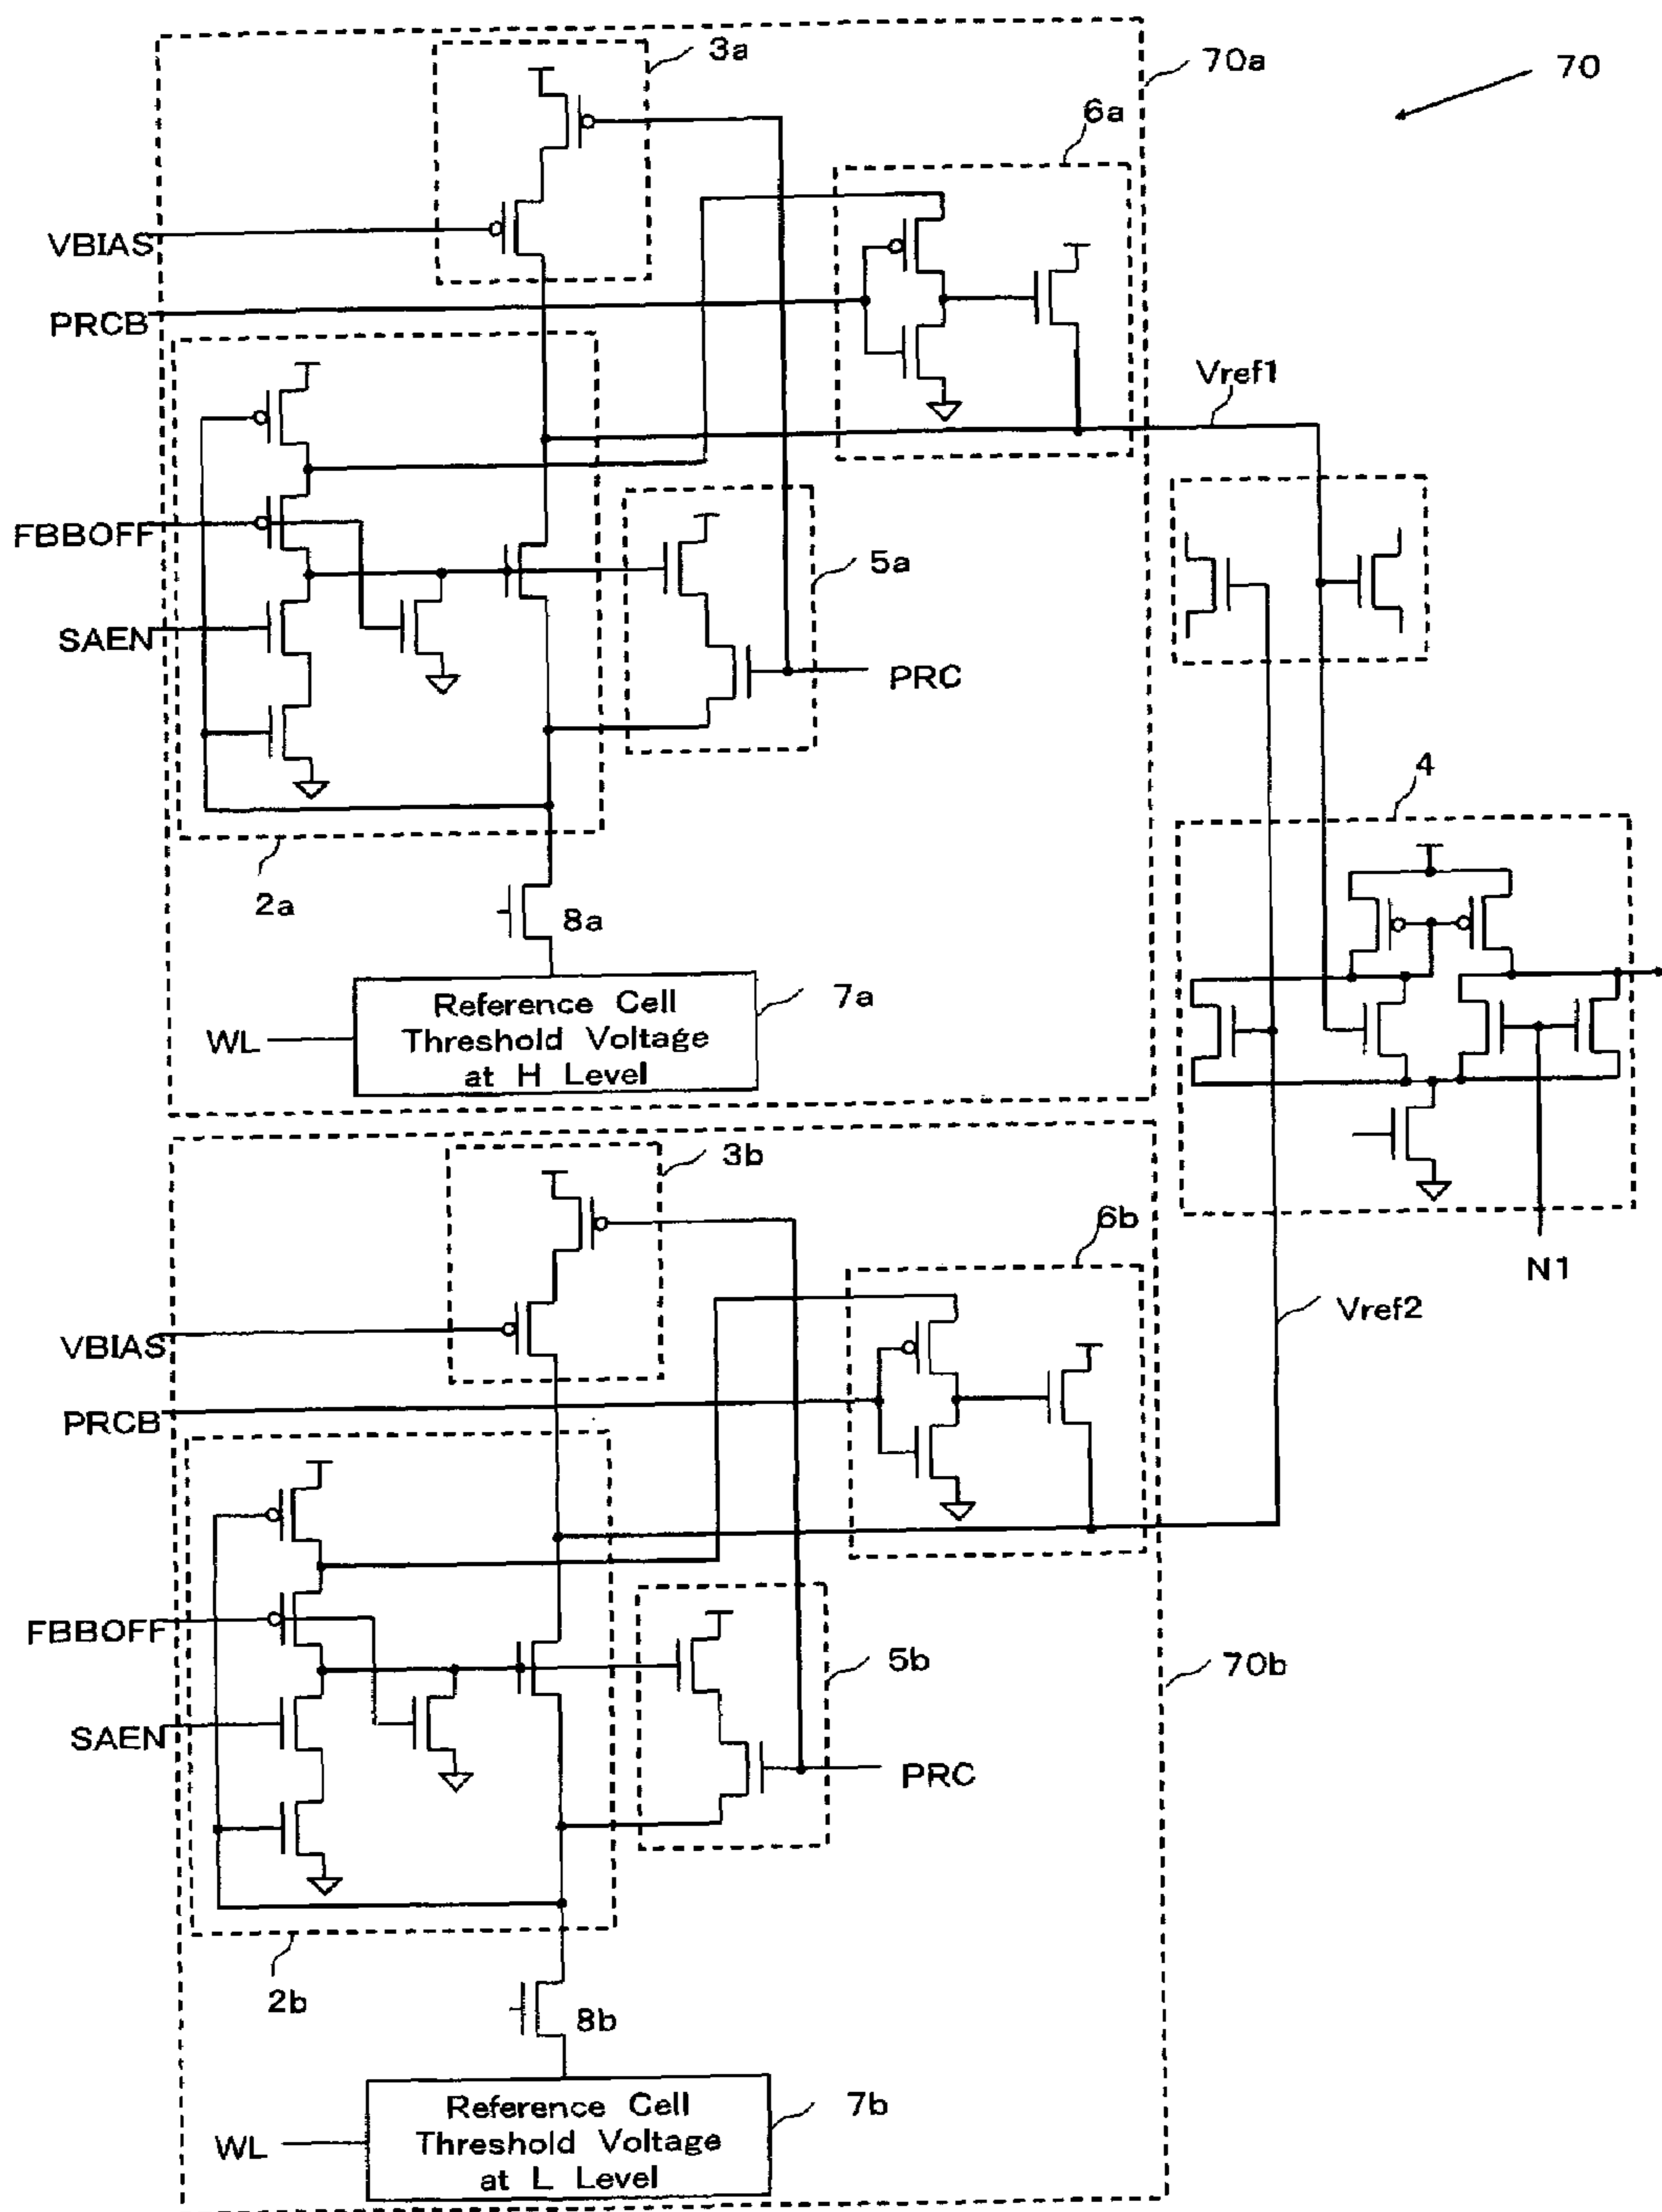 3a
70a
70
6a
VBIAS
PRCB
Vref1
FBBOFF
5a
SAEN
PRC
4
2a
8a
Reference Cell
Threshold Voltage
at H Level
7a
WL
3b
6b
N1
Vref2
VBIAS
PRCB
FBBOFF
5b
70b
SAEN
PRC
2b
8b
Reference Cell
Threshold Voltage
at L Level
7b
WL